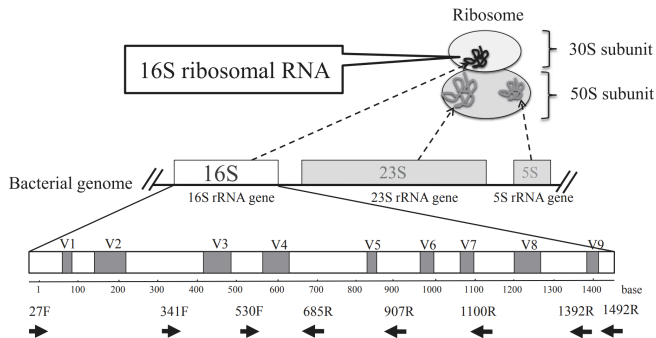 Ribosome
30S subunit
16S ribosomal RNA
50S subunit
16S 23S 5S
Bacterial genome
16S rRNA gene 23S rRNA gene 5S rRNA gene
V1 V2 V3 V4 V5 V6 V7 V8 V9
1 100 200 300 400 500 600 700 800 900 1000 1100 1200 1300 1400 base
27F 341F 530F 685R 907R 1100R 1392R 1492R